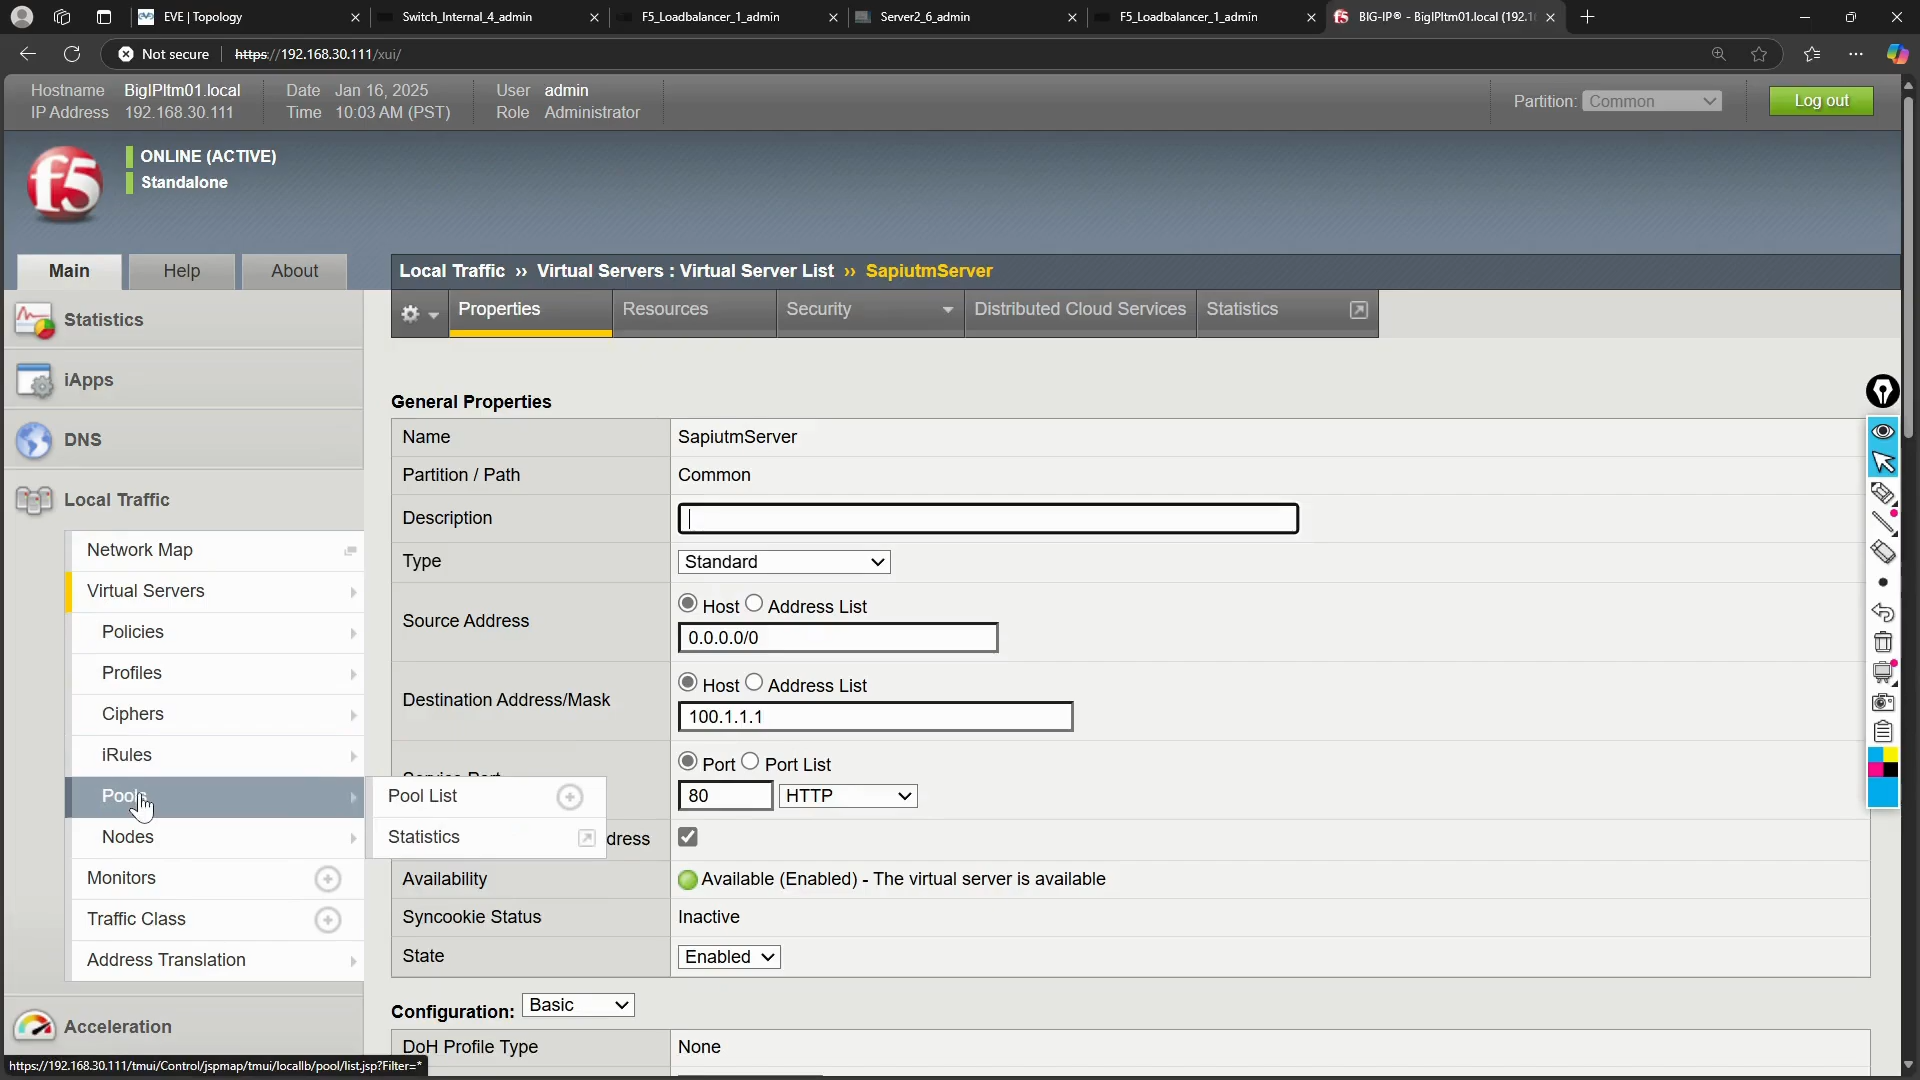 EVE | Topology
Switch_Internal_4_admin
F5_Loadbalancer_1_admin
Server2_6_admin
F5_Loadbalancer_1_admin
BIG-IP® - BigIPltm01.local (192.1
Not secure
https://192.168.30.111/xui/
Hostname BigIPltm01.local
IP Address 192.168.30.111
Date Jan 16, 2025
Time 10:03 AM (PST)
User admin
Role Administrator
Partition: Common
Log out
f5
ONLINE (ACTIVE)
Standalone
Main
Help
About
Local Traffic ›› Virtual Servers : Virtual Server List ›› SapiutmServer
Properties
Resources
Security
Distributed Cloud Services
Statistics
Statistics
iApps
DNS
Local Traffic
Network Map
Virtual Servers
Policies
Profiles
Ciphers
iRules
Pools
Nodes
Monitors
Traffic Class
Address Translation
Acceleration
Pool List
Statistics
General Properties
Name SapiutmServer
Partition / Path Common
Description
Type Standard
Source Address
Host Address List
0.0.0.0/0
Destination Address/Mask
Host Address List
100.1.1.1
Service Port
Port Port List
80 HTTP
dress
Availability Available (Enabled) - The virtual server is available
Syncookie Status Inactive
State Enabled
Configuration: Basic
DoH Profile Type None
https://192.168.30.111/tmui/Control/jspmap/tmui/locallb/pool/list.jsp?Filter=*